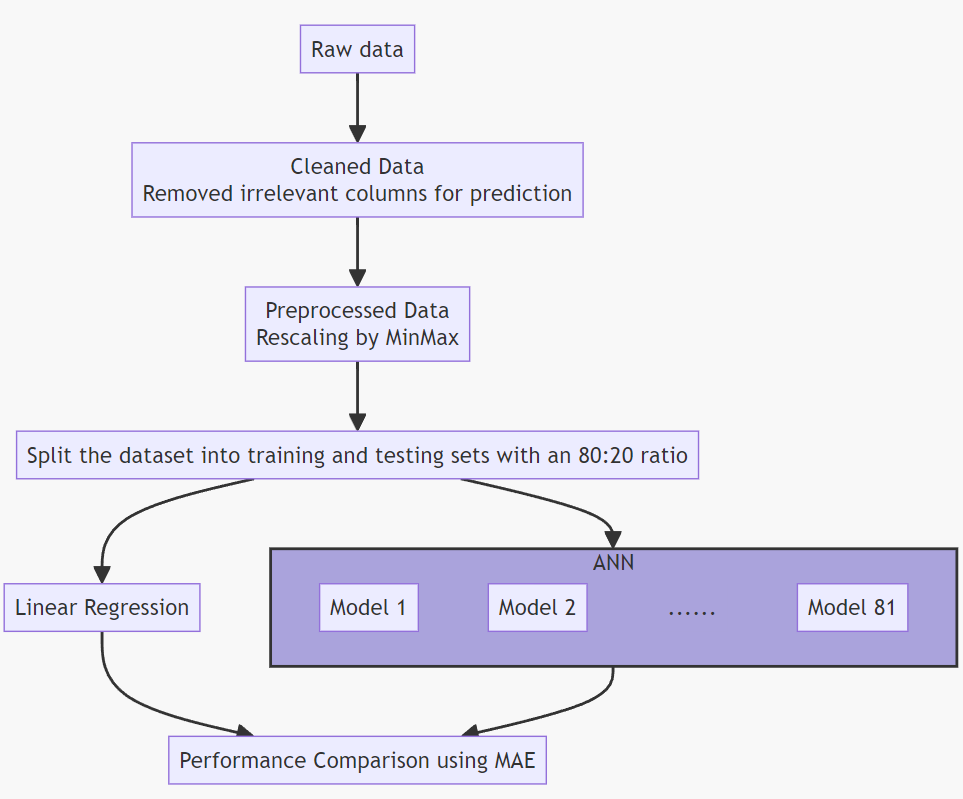 Raw data
Cleaned Data
Removed irrelevant columns for prediction
Preprocessed Data
Rescaling by MinMax
Split the dataset into training and testing sets with an 80:20 ratio
ANN
Linear Regression
Model 1
Model 2
......
Model 81
Performance Comparison using MAE